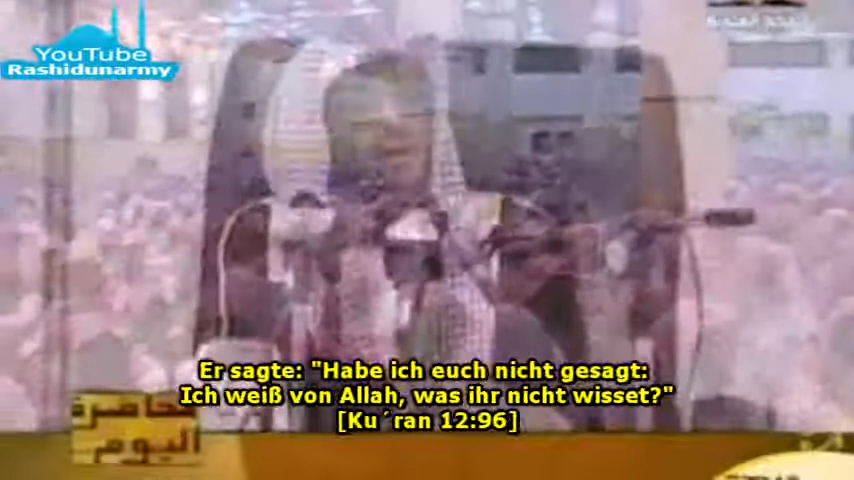 YouTube
Rashidunarmy
Er sagte: "Habe ich euch nicht gesagt:
Ich weiß von Allah, was ihr nicht wisset?"
[Ku´ran 12:96]
محاضرة
اليوم